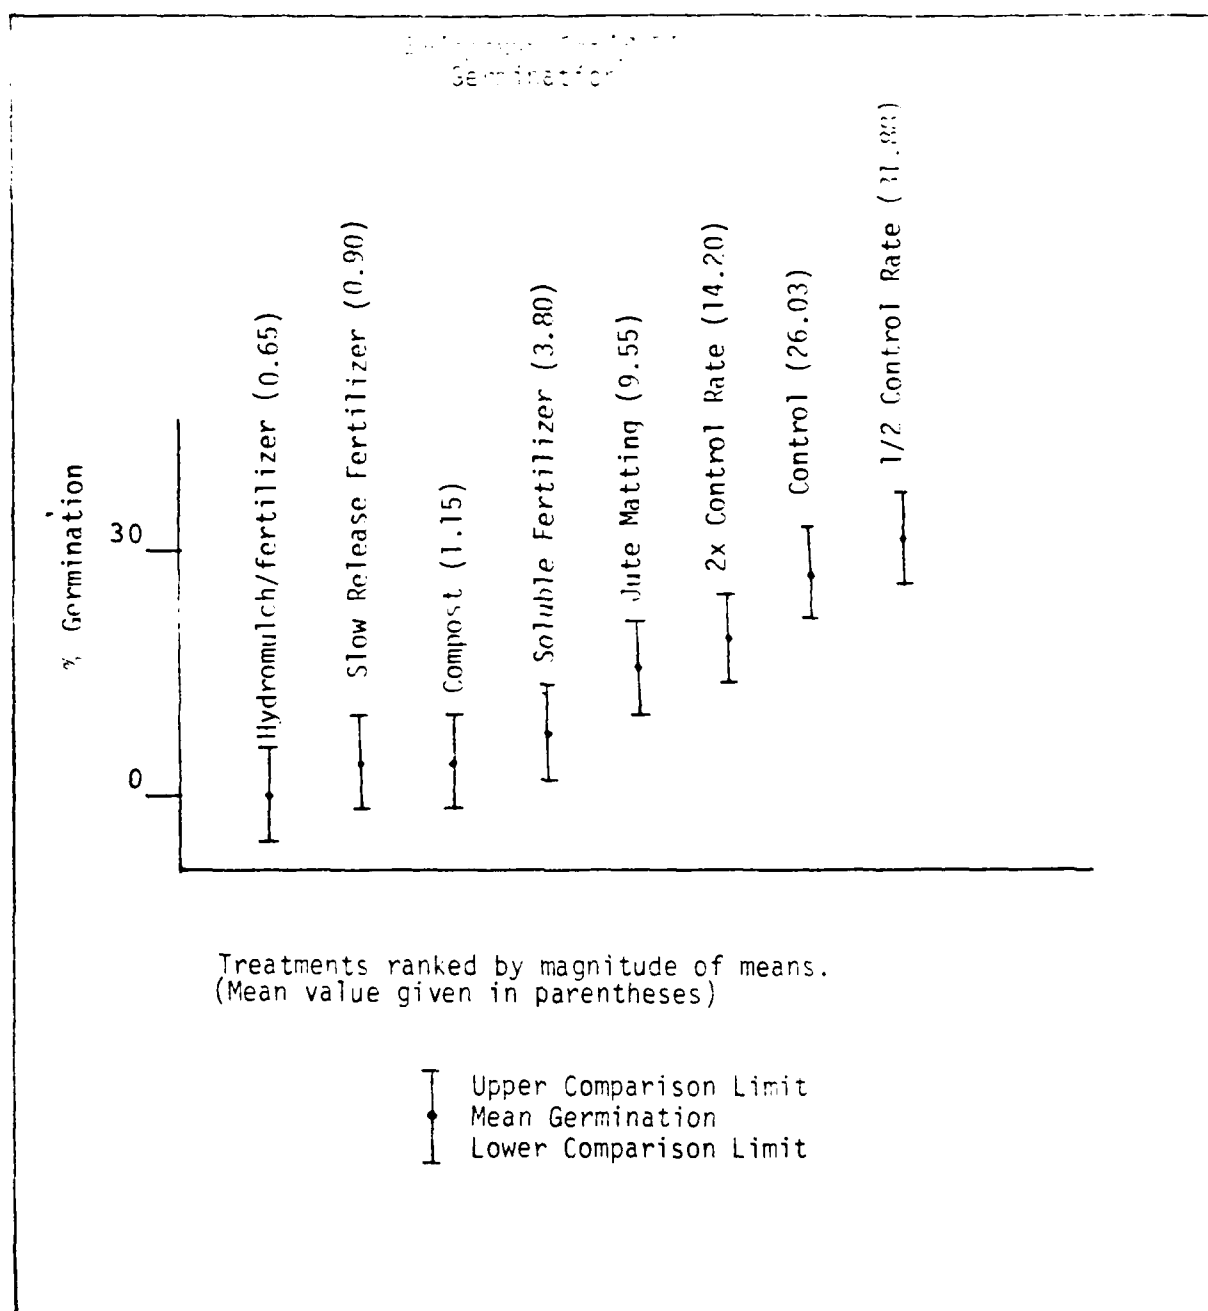 Germination
% Germination
30
0
Hydromulch/fertilizer (0.65)
Slow Release Fertilizer (0.90)
Compost (1.15)
Soluble Fertilizer (3.80)
Jute Matting (9.55)
2x Control Rate (14.20)
Control (26.03)
1/2 Control Rate (31.88)
Treatments ranked by magnitude of means.
(Mean value given in parentheses)
Upper Comparison Limit
Mean Germination
Lower Comparison Limit